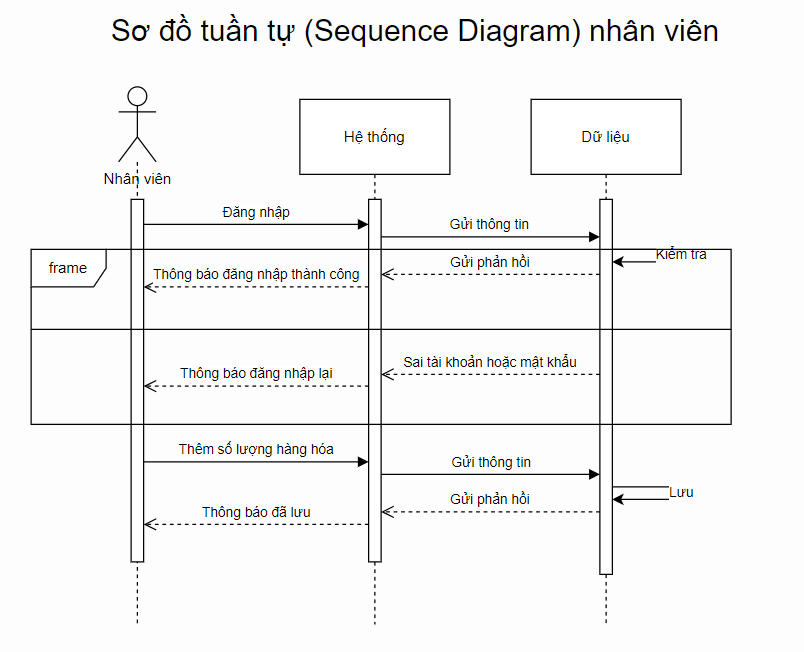 Sơ đồ tuần tự (Sequence Diagram) nhân viên
Hệ thống
Dữ liệu
Nhân viên
Đăng nhập
Gửi thông tin
Kiểm tra
frame
Gửi phản hồi
Thông báo đăng nhập thành công
Sai tài khoản hoặc mật khẩu
Thông báo đăng nhập lại
Thêm số lượng hàng hóa
Gửi thông tin
Lưu
Gửi phản hồi
Thông báo đã lưu